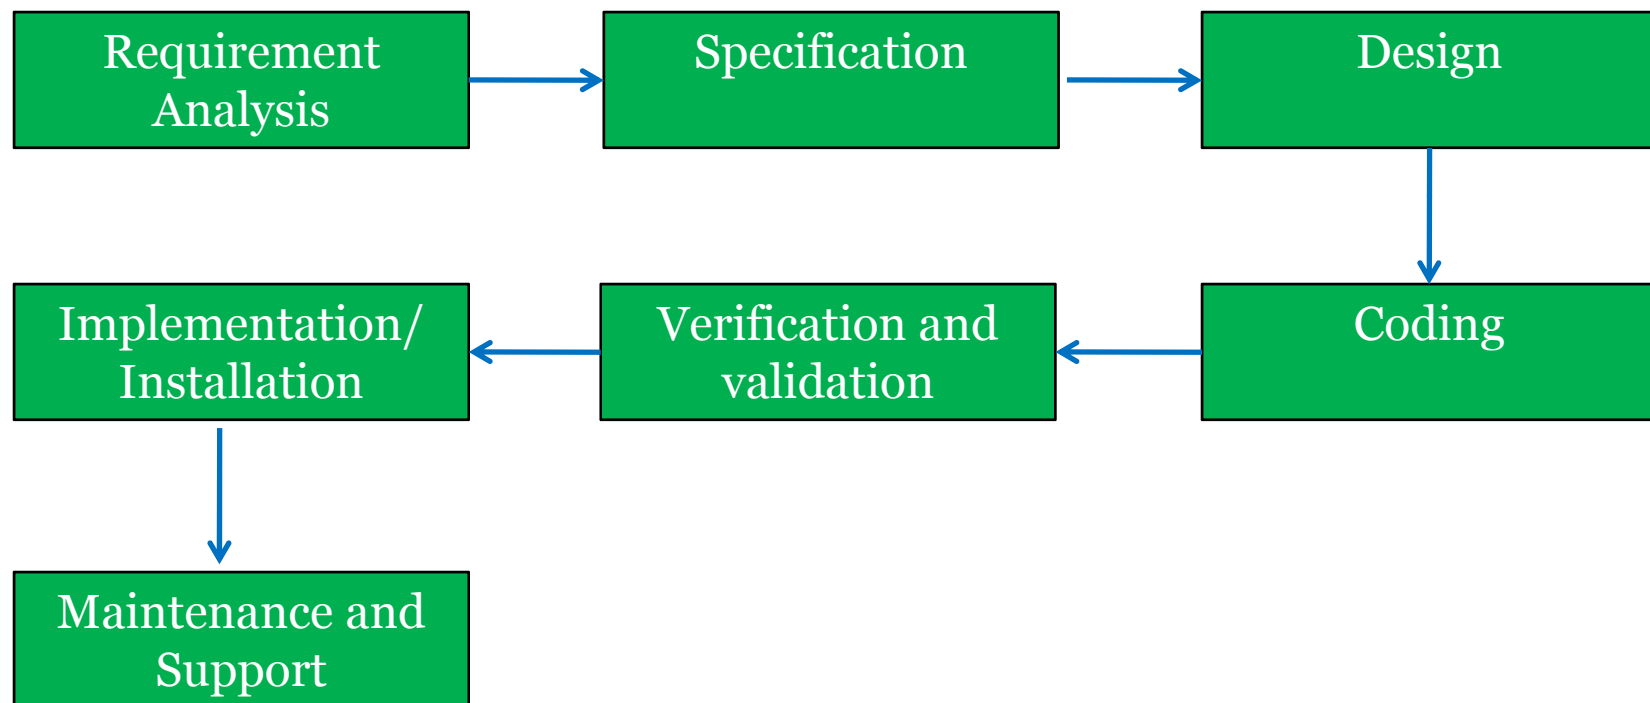 Requirement
Analysis
Specification
Design
Implementation/
Installation
Verification and
validation
Coding
Maintenance and
Support